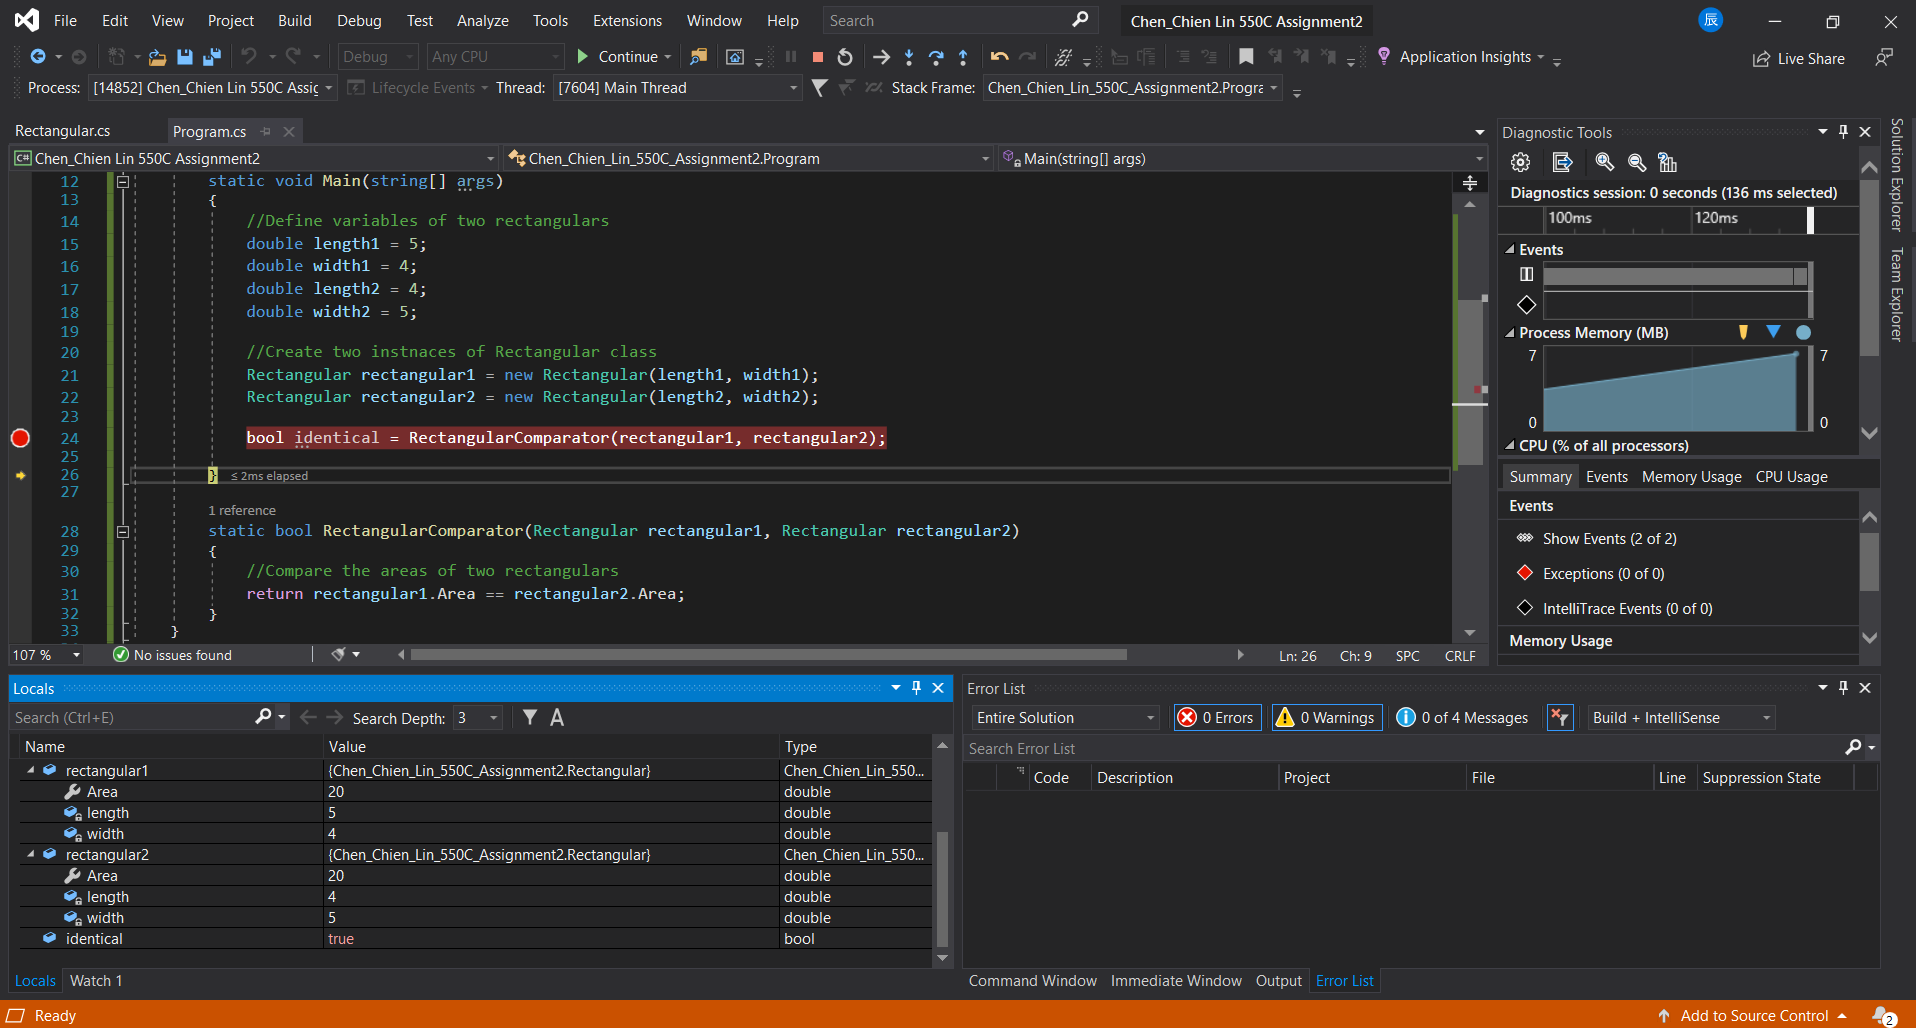 File Edit View Project Build Debug Test Analyze Tools Extensions Window Help Search Chen_Chien Lin 550C Assignment2 辰
Debug Any CPU Continue Application Insights Live Share
Process: [14852] Chen_Chien Lin 550C Assig Lifecycle Events Thread: [7604] Main Thread Stack Frame: Chen_Chien_Lin_550C_Assignment2.Progra
Rectangular.cs Program.cs
C# Chen_Chien Lin 550C Assignment2 Chen_Chien_Lin_550C_Assignment2.Program Main(string[] args)
12 static void Main(string[] args)
13 {
14 //Define variables of two rectangulars
15 double length1 = 5;
16 double width1 = 4;
17 double length2 = 4;
18 double width2 = 5;
19
20 //Create two instnaces of Rectangular class
21 Rectangular rectangular1 = new Rectangular(length1, width1);
22 Rectangular rectangular2 = new Rectangular(length2, width2);
23
24 bool identical = RectangularComparator(rectangular1, rectangular2);
25
26 } ≤ 2ms elapsed
27
1 reference
28 static bool RectangularComparator(Rectangular rectangular1, Rectangular rectangular2)
29 {
30 //Compare the areas of two rectangulars
31 return rectangular1.Area == rectangular2.Area;
32 }
33 }
107 % No issues found Ln: 26 Ch: 9 SPC CRLF
Diagnostic Tools
Diagnostics session: 0 seconds (136 ms selected)
100ms 120ms
Events
Process Memory (MB)
7 7
0 0
CPU (% of all processors)
Summary Events Memory Usage CPU Usage
Events
Show Events (2 of 2)
Exceptions (0 of 0)
IntelliTrace Events (0 of 0)
Memory Usage
Solution Explorer
Team Explorer
Locals
Search (Ctrl+E) Search Depth: 3 A
Name Value Type
rectangular1 {Chen_Chien_Lin_550C_Assignment2.Rectangular} Chen_Chien_Lin_550...
Area 20 double
length 5 double
width 4 double
rectangular2 {Chen_Chien_Lin_550C_Assignment2.Rectangular} Chen_Chien_Lin_550...
Area 20 double
length 4 double
width 5 double
identical true bool
Locals Watch 1
Error List
Entire Solution 0 Errors 0 Warnings 0 of 4 Messages Build + IntelliSense
Search Error List
Code Description Project File Line Suppression State
Command Window Immediate Window Output Error List
Ready Add to Source Control 2